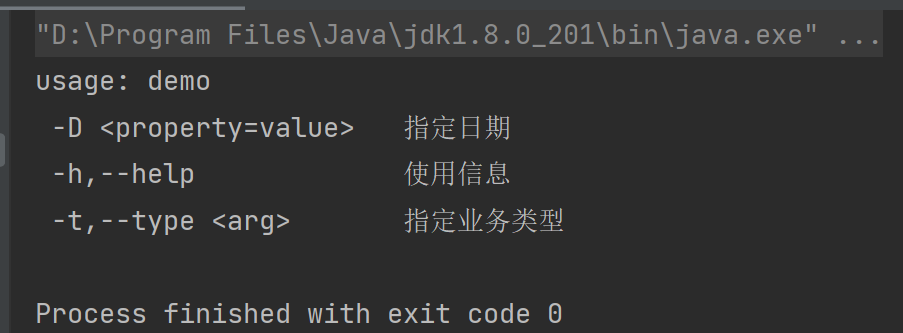 "D:\Program Files\Java\jdk1.8.0_201\bin\java.exe" ...
usage: demo
-D <property=value>   指定日期
-h,--help             使用信息
-t,--type <arg>       指定业务类型
Process finished with exit code 0